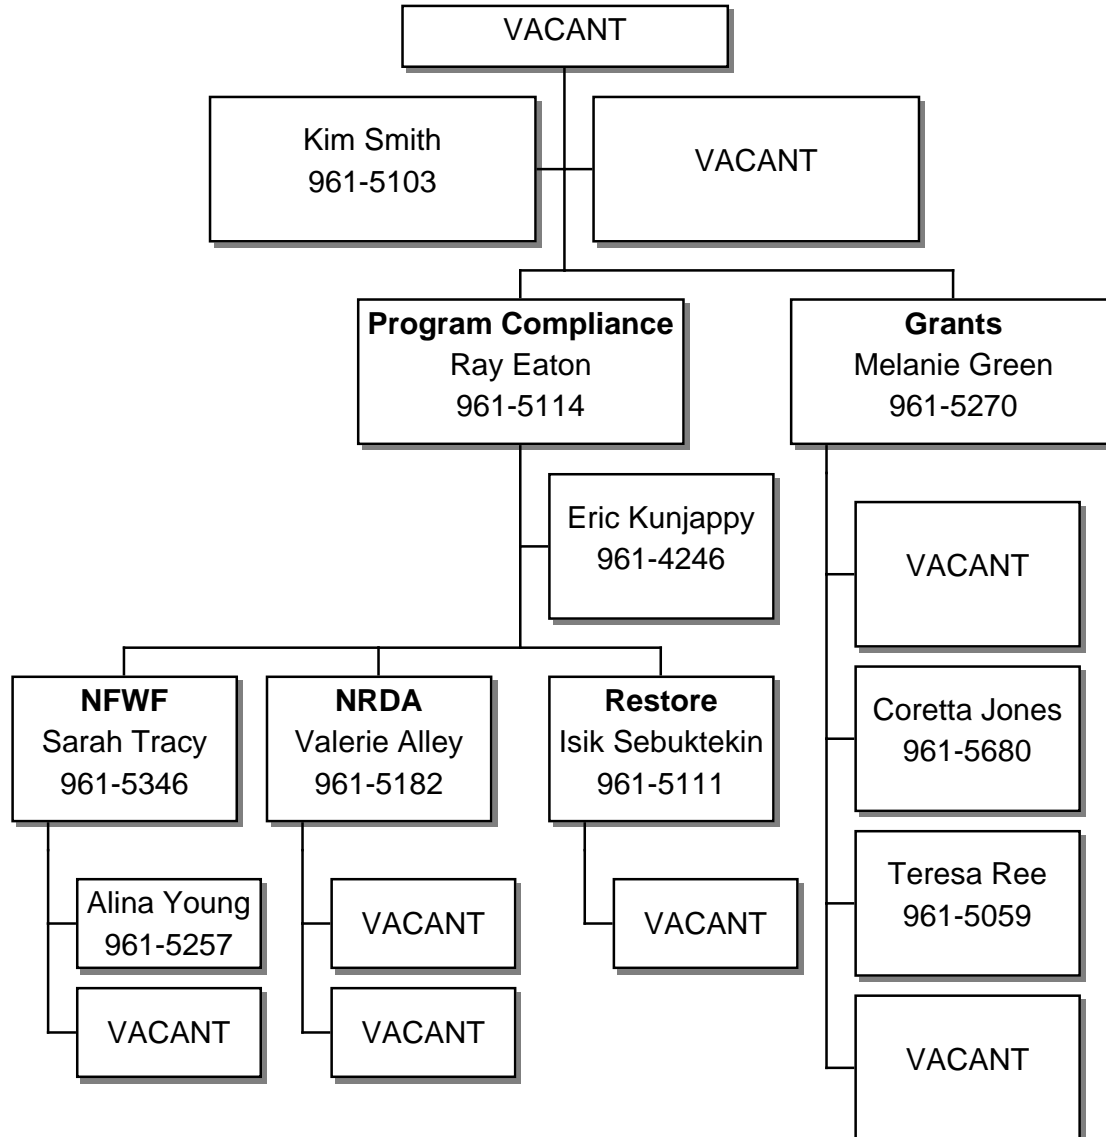 VACANT
Kim Smith
961-5103
VACANT
Program Compliance
Ray Eaton
961-5114
Grants
Melanie Green
961-5270
Eric Kunjappy
961-4246
VACANT
Coretta Jones
961-5680
Teresa Ree
961-5059
VACANT
NFWF
Sarah Tracy
961-5346
NRDA
Valerie Alley
961-5182
Restore
Isik Sebuktekin
961-5111
Alina Young
961-5257
VACANT
VACANT
VACANT
VACANT